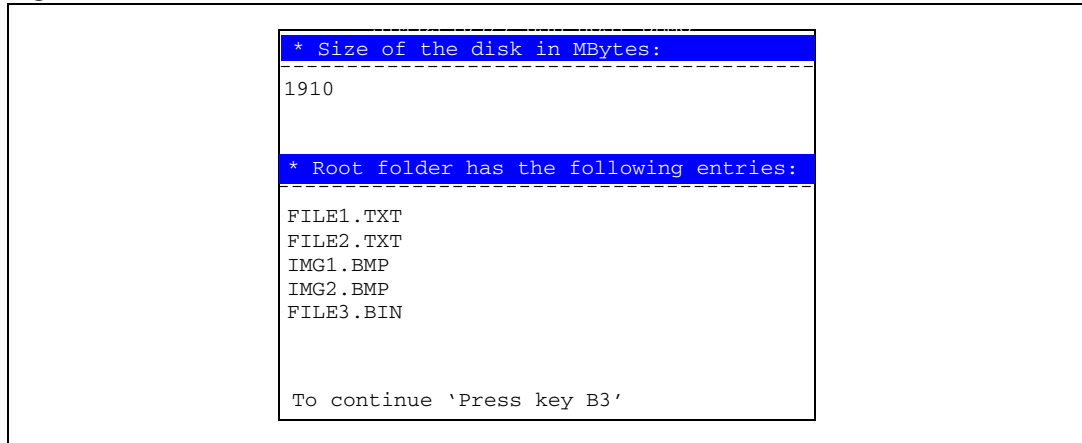 * Size of the disk in MBytes:
1910
* Root folder has the following entries:
FILE1.TXT
FILE2.TXT
IMG1.BMP
IMG2.BMP
FILE3.BIN
To continue ‘Press key B3’